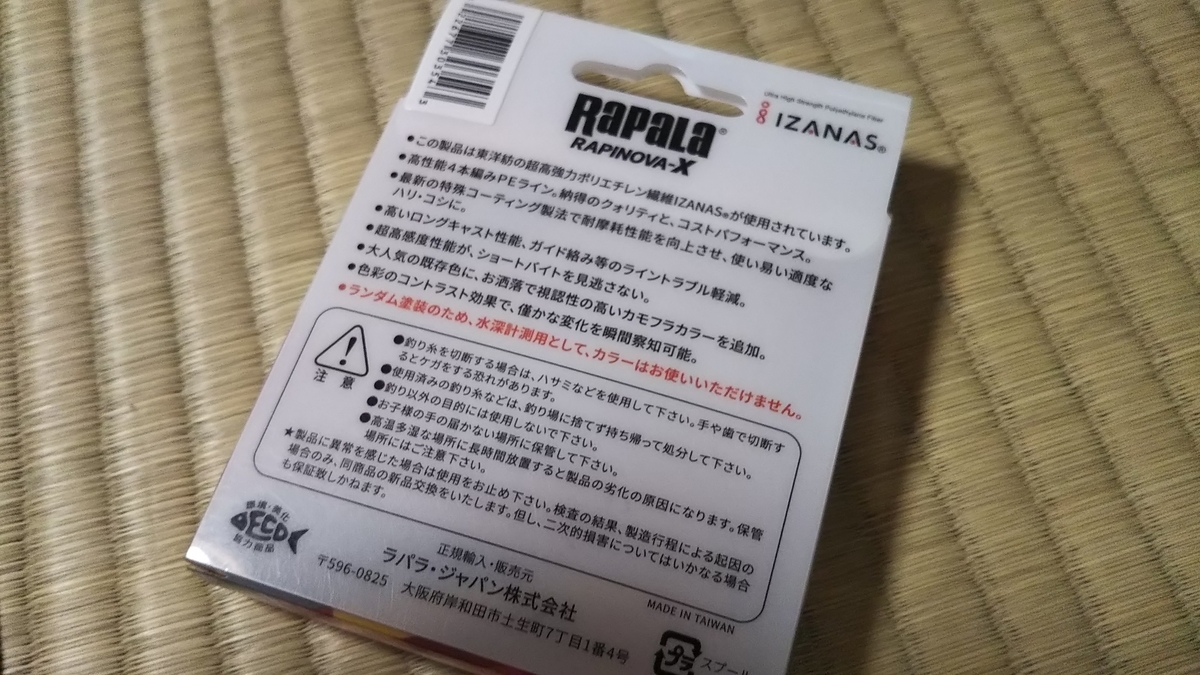 Ultra High Strength Polyethylene Fiber
IZANAS®
Rapala®
RAPINOVA-X
●この製品は東洋紡の超高強力ポリエチレン繊維IZANAS®が使用されています。
●高性能4本編みPEライン。納得のクォリティと、コストパフォーマンス。
●最新の特殊コーティング製法で耐摩耗性能を向上させ、使い易い適度な
ハリ・コシに。
●高いロングキャスト性能、ガイド絡み等のライントラブル軽減。
●超高感度性能が、ショートバイトを見逃さない。
●大人気の既存色に、お洒落で視認性の高いカモフラカラーを追加。
●色彩のコントラスト効果で、僅かな変化を瞬間察知可能。
●ランダム塗装のため、水深計測用として、カラーはお使いいただけません。
注意
●釣り糸を切断する場合は、ハサミなどを使用して下さい。手や歯で切断す
るとケガをする恐れがあります。
●使用済みの釣り糸などは、釣り場に捨てず持ち帰って処分して下さい。
●釣り以外の目的には使用しないで下さい。
●お子様の手の届かない場所に保管して下さい。
●高温多湿な場所に長時間放置すると製品の劣化の原因になります。保管
場所にはご注意下さい。
★製品に異常を感じた場合は使用をお止め下さい。検査の結果、製造行程による起因の
場合のみ、同商品の新品交換をいたします。但し、二次的損害についてはいかなる場合
も保証致しかねます。
環境・美化
ECO
協力商品
正規輸入・販売元
ラパラ・ジャパン株式会社
〒596-0825 大阪府岸和田市土生町7丁目1番4号
MADE IN TAIWAN
プラ
スプール